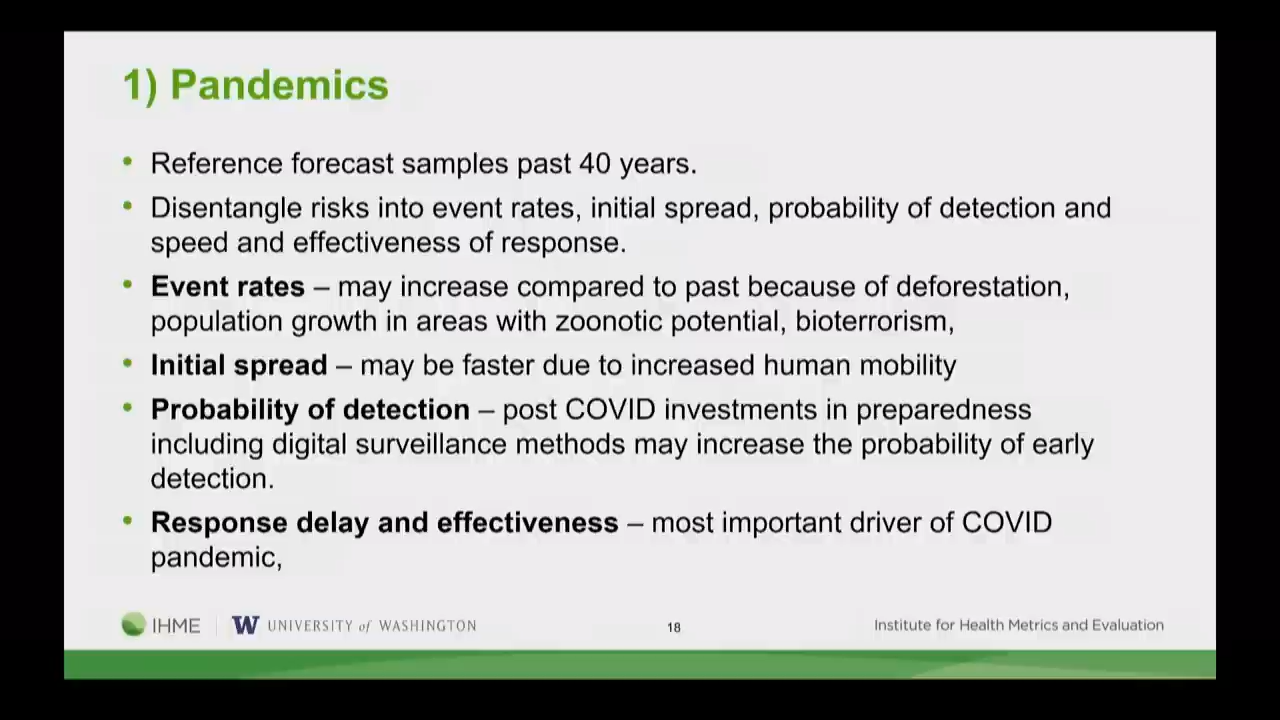 1) Pandemics
• Reference forecast samples past 40 years.
• Disentangle risks into event rates, initial spread, probability of detection and
speed and effectiveness of response.
• Event rates – may increase compared to past because of deforestation,
population growth in areas with zoonotic potential, bioterrorism,
• Initial spread – may be faster due to increased human mobility
• Probability of detection – post COVID investments in preparedness
including digital surveillance methods may increase the probability of early
detection.
• Response delay and effectiveness – most important driver of COVID
pandemic,
IHME W UNIVERSITY of WASHINGTON 18 Institute for Health Metrics and Evaluation